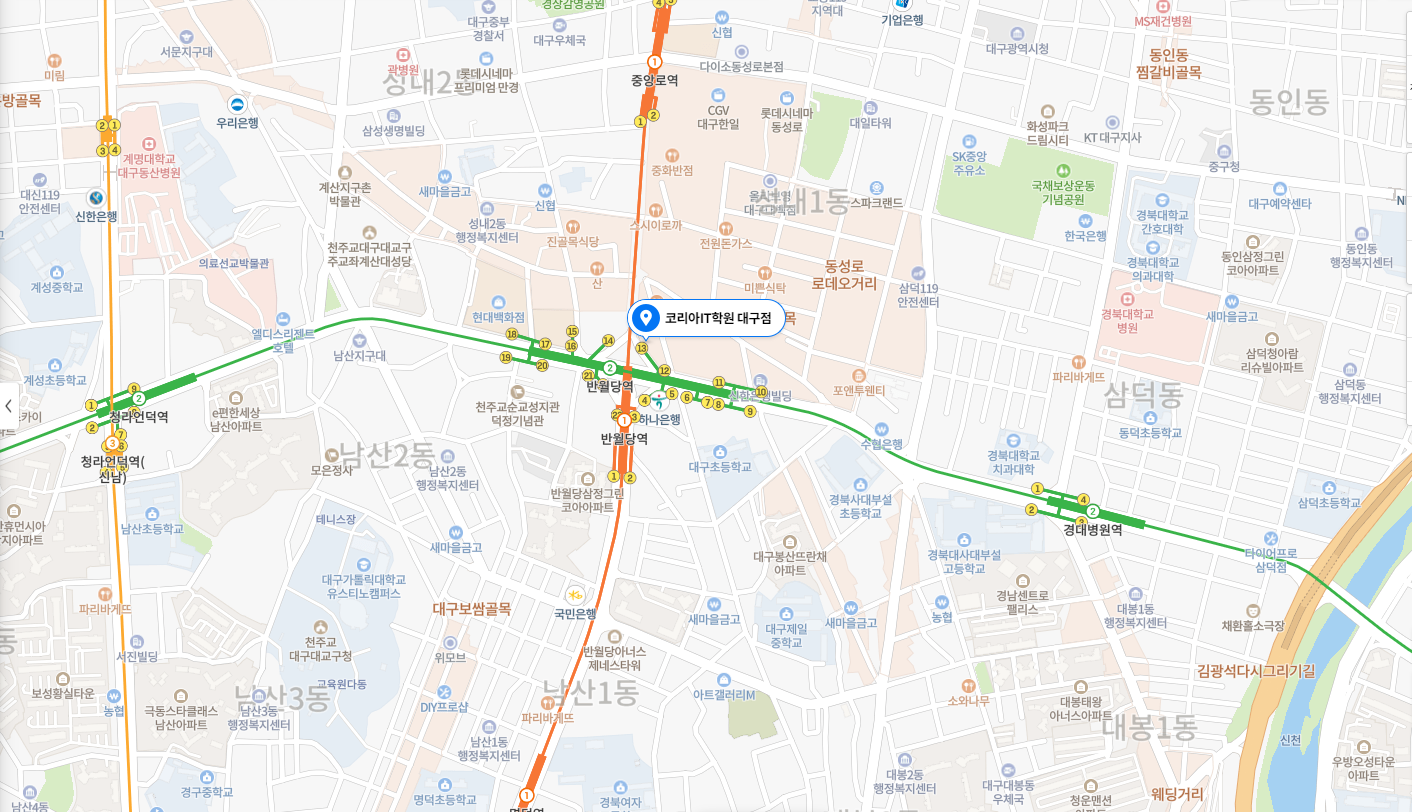 경상감영공원
대구중부
경찰서
대구우체국
서문지구대
미림
곽병원
롯데시네마
프리미엄 만경
성내2동
우리은행
삼성생명빌딩
계명대학교
대구동산병원
대신119
안전센터
신한은행
계산지구촌
박물관
새마을금고
신협
성내2동
행정복지센터
천주교대구대교구
주교좌계산대성당
의료선교박물관
계성중학교
엘디스리젠트
호텔
남산지구대
계성초등학교
현대백화점
진골목식당
중앙로역
신협
다이소동성로본점
CGV
대구한일
롯데시네마
동성로
대일타워
중화반점
스시이로까
전원돈가스
성내1동
스파크랜드
미쁜식탁
동성로
로데오거리
삼덕119
안전센터
코리아IT학원 대구점
기업은행
대구광역시청
MS재건병원
동인동
찜갈비골목
동인동
화성파크
드림시티
KT 대구지사
SK중앙
주유소
중구청
국채보상운동
기념공원
경북대학교
간호대학
대구예약센타
한국은행
경북대학교
의과대학
동인삼정그린
코아아파트
동인동
행정복지센터
경북대학교
병원
새마을금고
삼덕청아람
리슈빌아파트
파리바게뜨
삼덕동
삼덕동
행정복지센터
동덕초등학교
포앤투웬티
반월당역
하나은행
반월당역
청라언덕역
청라언덕역(
신남)
e편한세상
남산아파트
천주교순교성지관
덕정기념관
남산2동
모은정사
남산2동
행정복지센터
반월당삼정그린
코아아파트
대구초등학교
수협은행
경북대학교
치과대학
경북대사대부설
초등학교
경대병원역
삼덕초등학교
남산초등학교
테니스장
새마을금고
대구가톨릭대학교
유스티노캠퍼스
대구봉산뜨란채
아파트
경북대사대부설
고등학교
타이어프로
삼덕점
파리바게뜨
대구보쌈골목
국민은행
새마을금고
대구제일
중학교
새마을금고
농협
경남센트로
팰리스
대봉1동
행정복지센터
채환홀소극장
서진빌딩
천주교
대구대교구청
위모브
반월당아너스
제네스타워
김광석다시그리기길
보성황실타운
농협
극동스타클래스
남산아파트
남산3동
남산3동
행정복지센터
교육원다동
DIY프로샵
파리바게뜨
남산1동
아트갤러리M
소와나무
대봉태왕
아너스아파트
대봉1동
신천
우방오성타운
아파트
남산1동
행정복지센터
경구중학교
명덕초등학교
경북여자
대봉2동
행정복지센터
대구대봉동
우체국
청운맨션
웨딩거리
남산4동